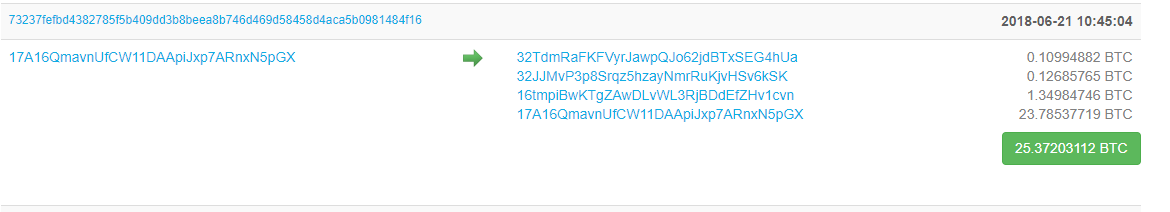 73237fefbd4382785f5b409dd3b8beea8b746d469d58458d4aca5b0981484f16 2018-06-21 10:45:04
17A16QmavnUfCW11DAApiJxp7ARnxN5pGX 32TdmRaFKFVyrJawpQJo62jdBTxSEG4hUa 0.10994882 BTC
32JJMvP3p8Srqz5hzayNmrRuKjvHSv6kSK 0.12685765 BTC
16tmpiBwKTgZAwDLvWL3RjBDdEfZHv1cvn 1.34984746 BTC
17A16QmavnUfCW11DAApiJxp7ARnxN5pGX 23.78537719 BTC
25.37203112 BTC